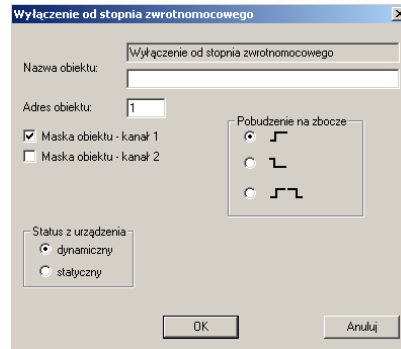 Wyłączenie od stopnia zwrotnomocowego
Nazwa obiektu:
Wyłączenie od stopnia zwrotnomocowego
Adres obiektu:
1
Maska obiektu - kanał 1
Maska obiektu - kanał 2
Pobudzenie na zbocze
Status z urządzenia
dynamiczny
statyczny
OK
Anuluj